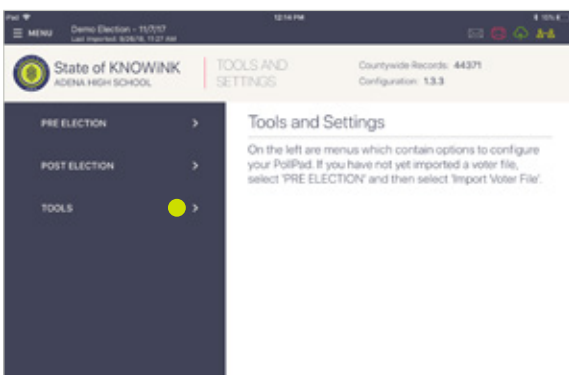 iPad 12:14 PM
MENU Demo Election - 11/7/17
Last Imported: 9/26/18, 11:27 AM
State of KNOWiNK
ADENA HIGH SCHOOL
TOOLS AND
SETTINGS
Countywide Records: 44371
Configuration: 1.3.3
PRE ELECTION
POST ELECTION
TOOLS
Tools and Settings
On the left are menus which contain options to configure
your PollPad. If you have not yet imported a voter file,
select 'PRE ELECTION' and then select 'Import Voter File'.